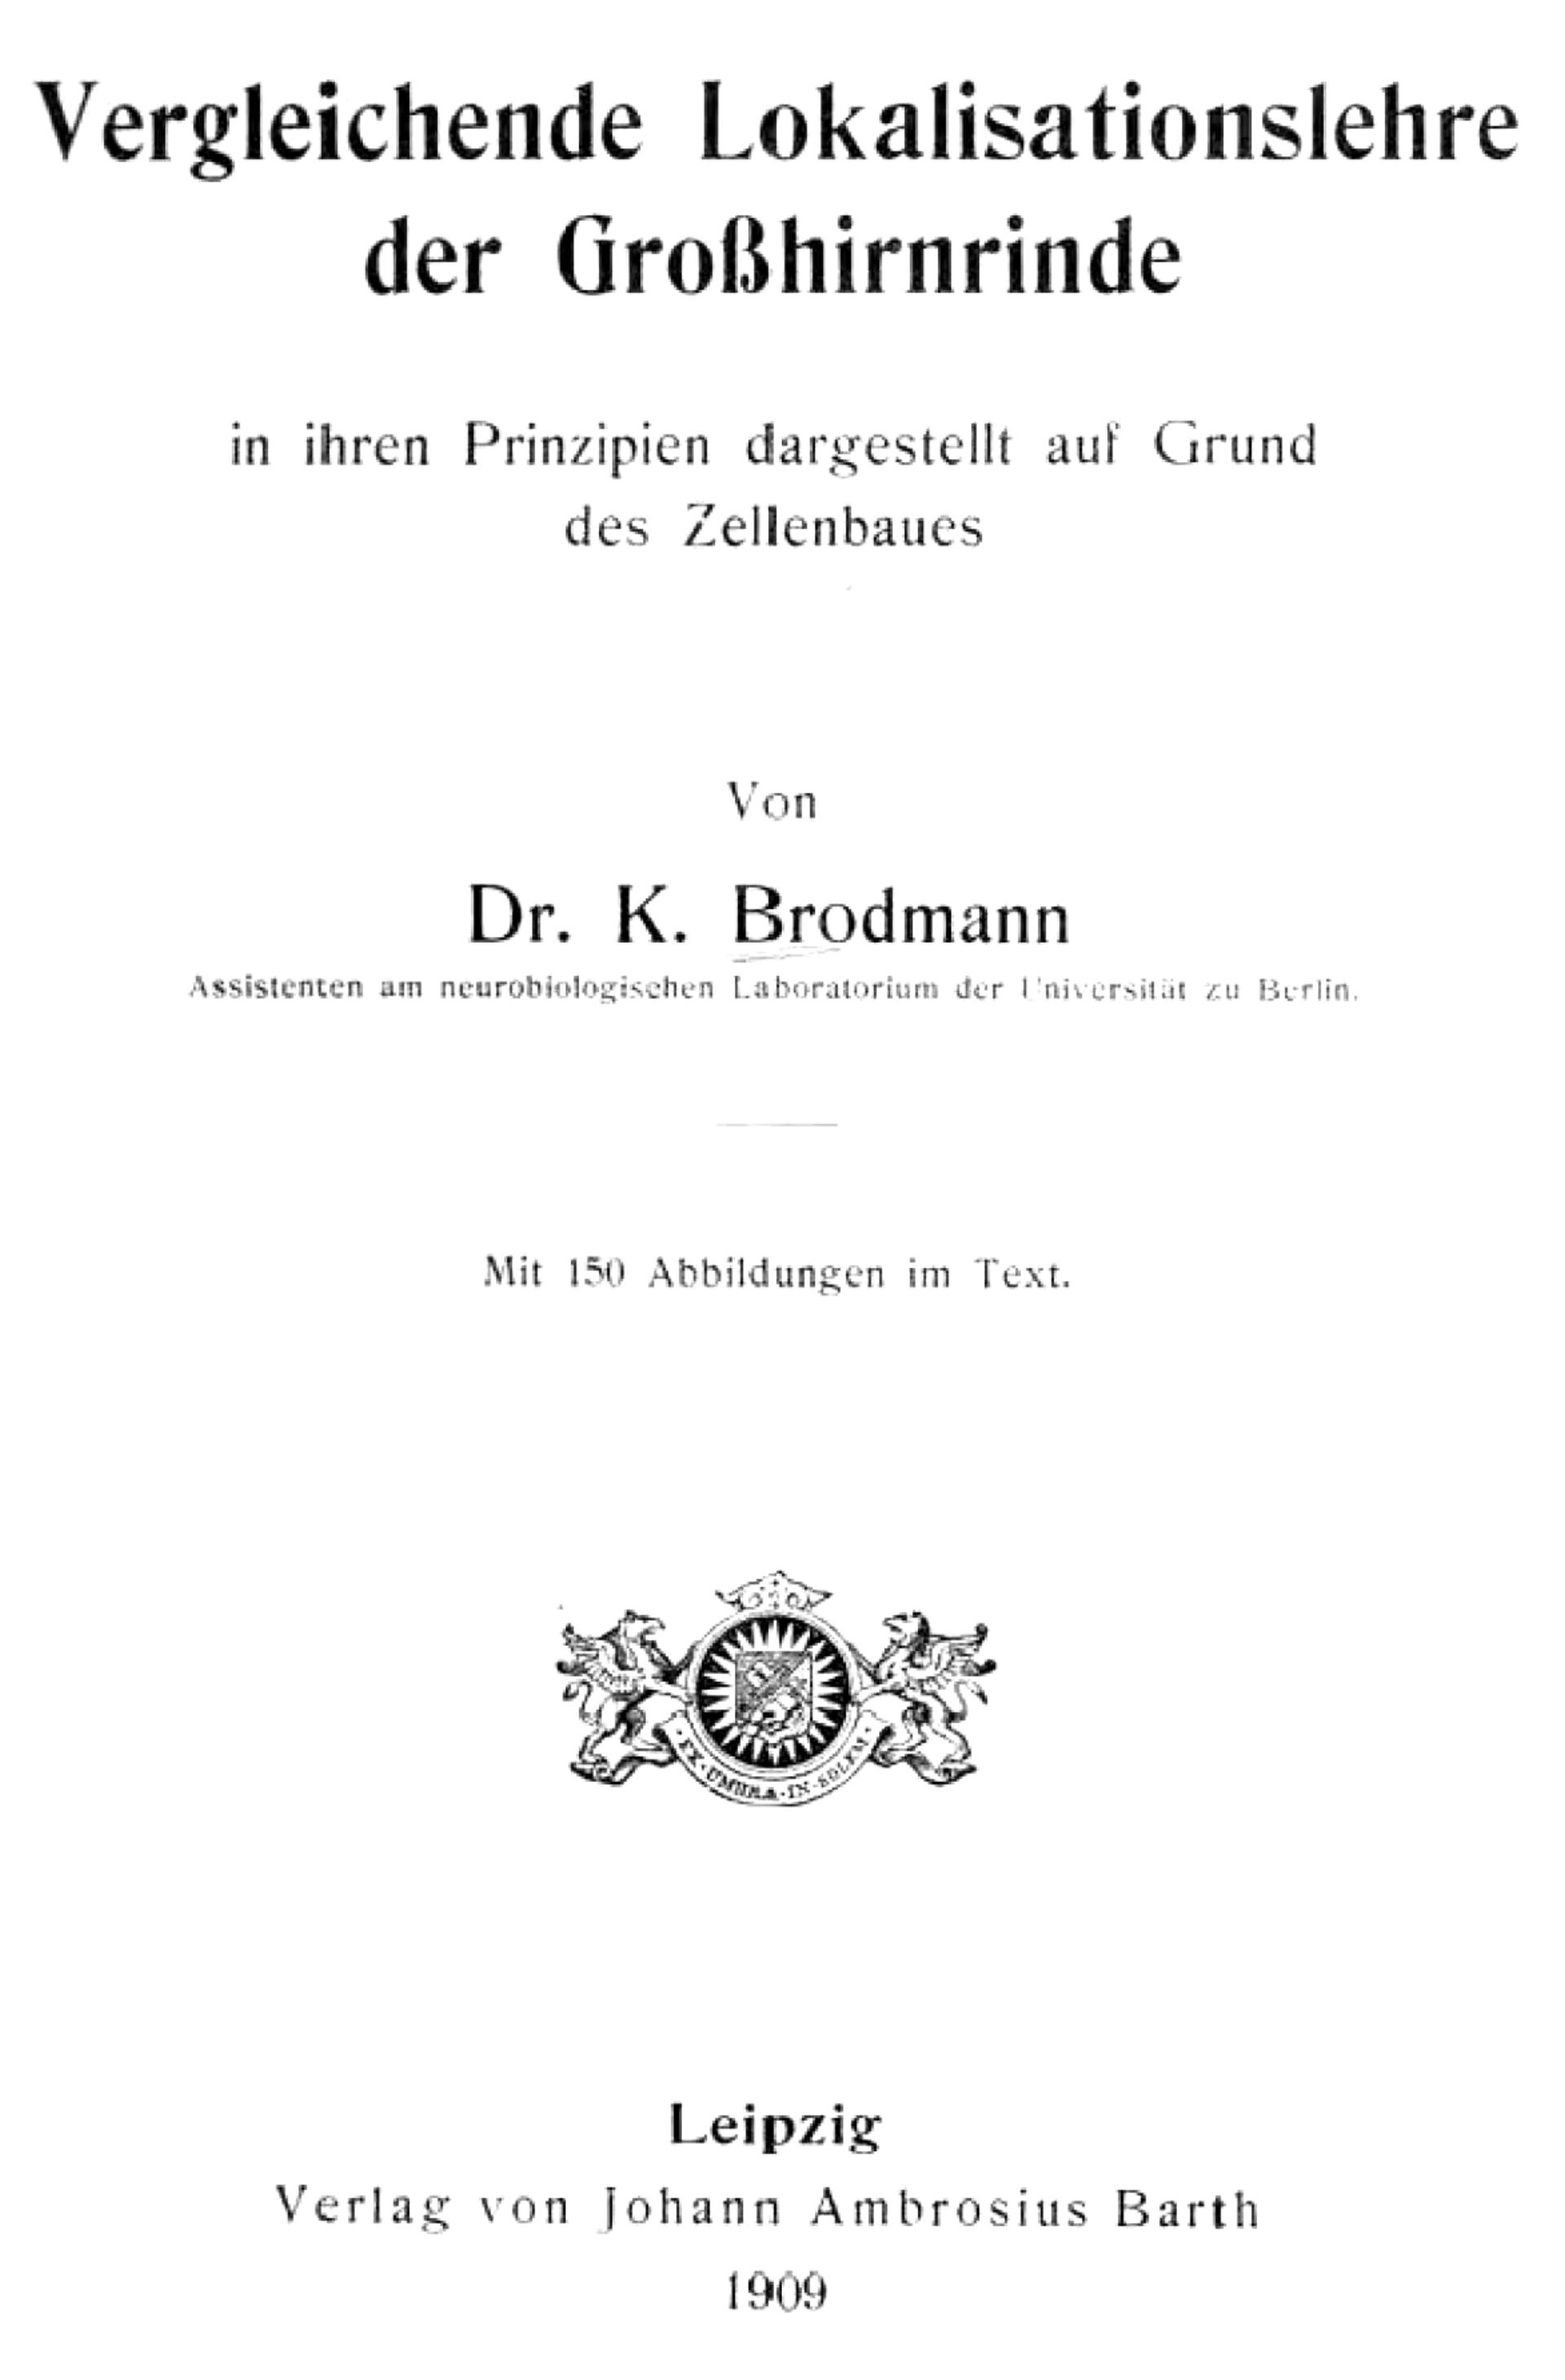 Vergleichende Lokalisationslehre
der Großhirnrinde
in ihren Prinzipien dargestellt auf Grund
des Zellenbaues
Von
Dr. K. Brodmann
Assistenten am neurobiologischen Laboratorium der Universität zu Berlin.
Mit 150 Abbildungen im Text.
·EX·UMBRA·IN·SOLEM·
Leipzig
Verlag von Johann Ambrosius Barth
1909